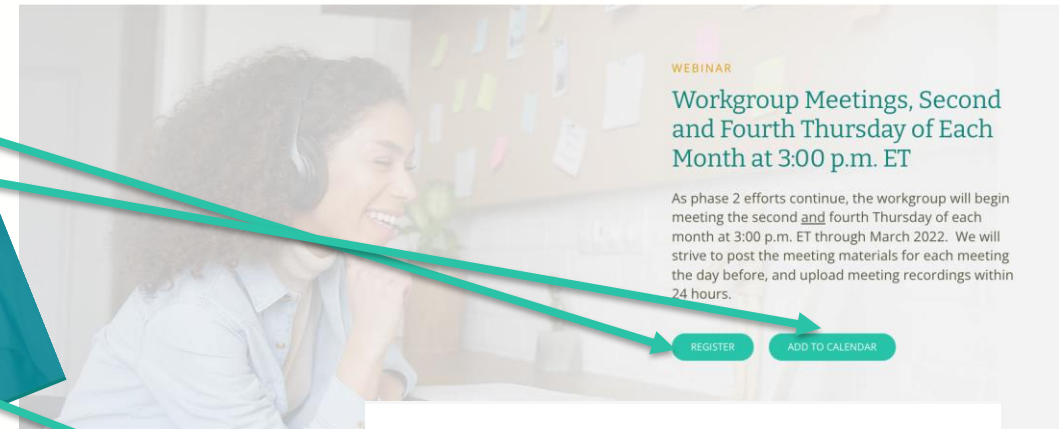 WEBINAR
Workgroup Meetings, Second
and Fourth Thursday of Each
Month at 3:00 p.m. ET
As phase 2 efforts continue, the workgroup will begin
meeting the second and fourth Thursday of each
month at 3:00 p.m. ET through March 2022.  We will
strive to post the meeting materials for each meeting
the day before, and upload meeting recordings within
24 hours.
REGISTER
ADD TO CALENDAR